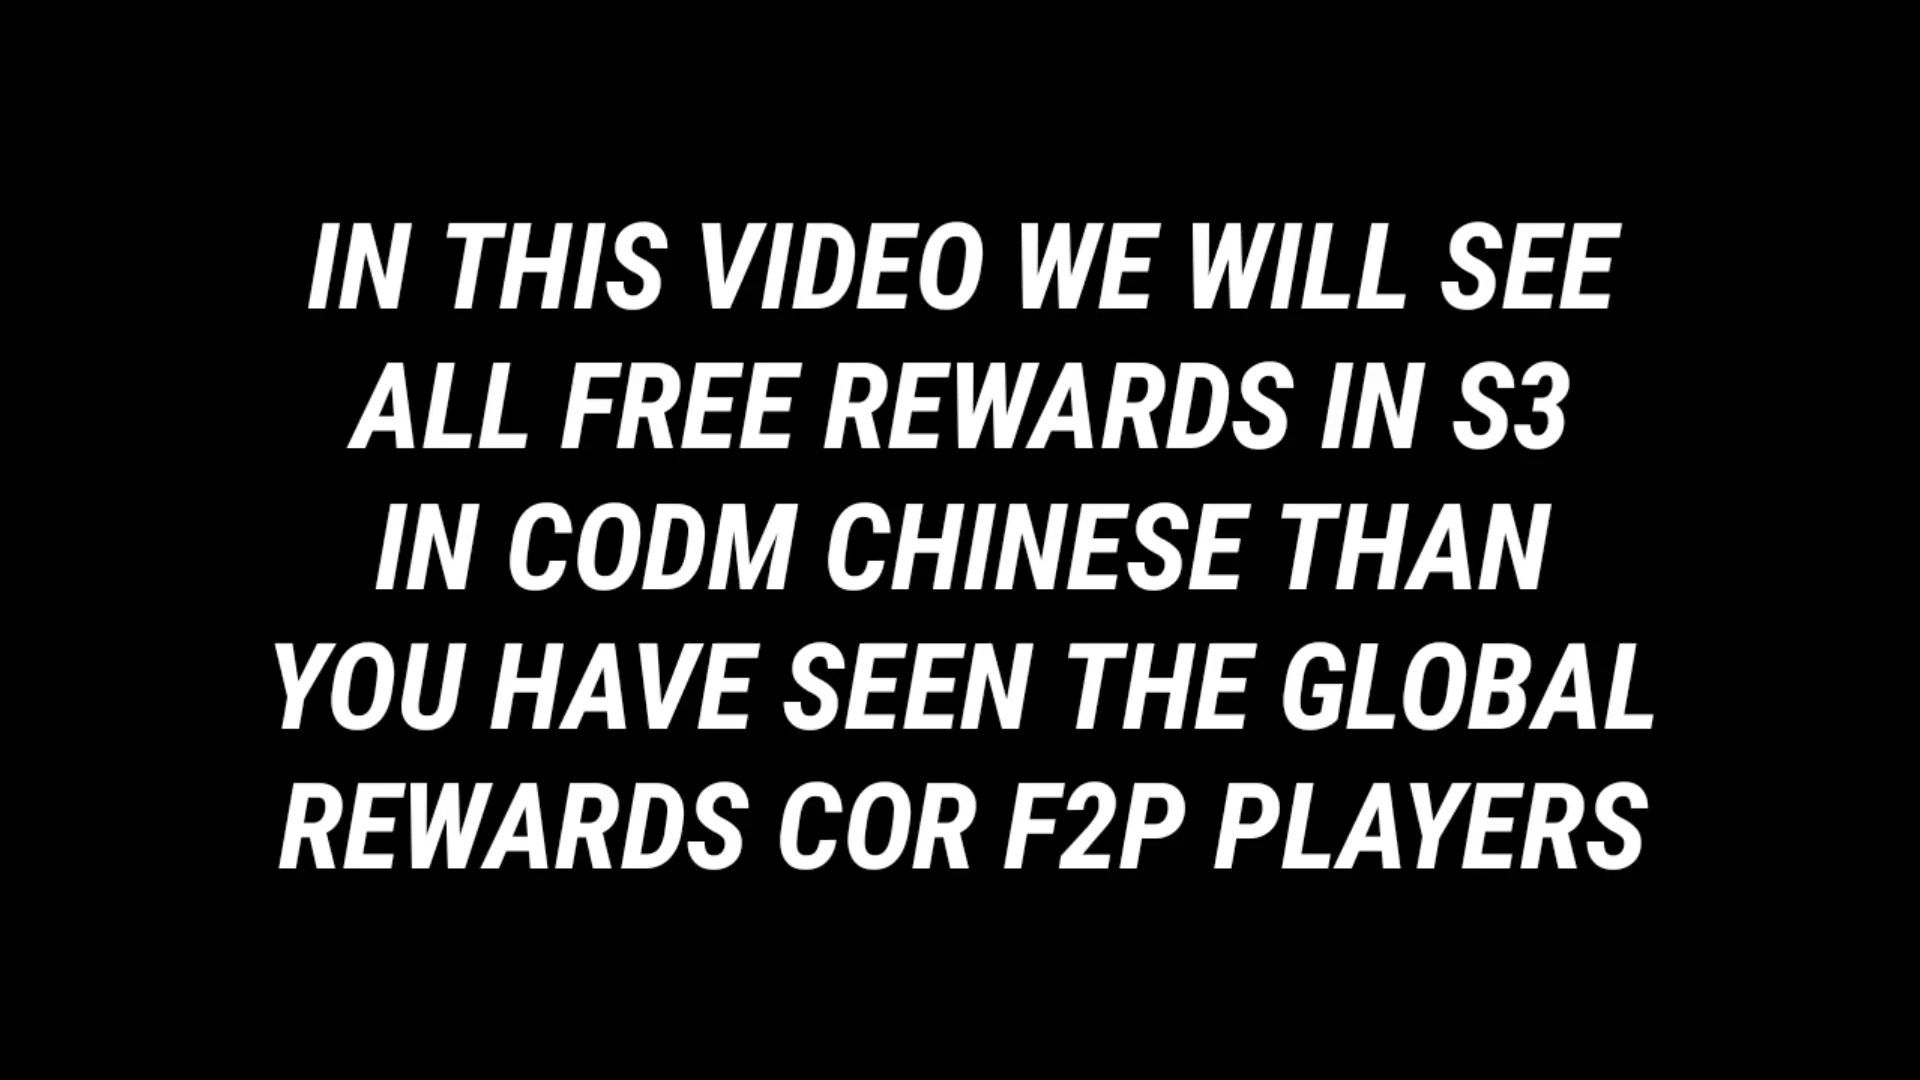 IN THIS VIDEO WE WILL SEE
ALL FREE REWARDS IN S3
IN CODM CHINESE THAN
YOU HAVE SEEN THE GLOBAL
REWARDS COR F2P PLAYERS